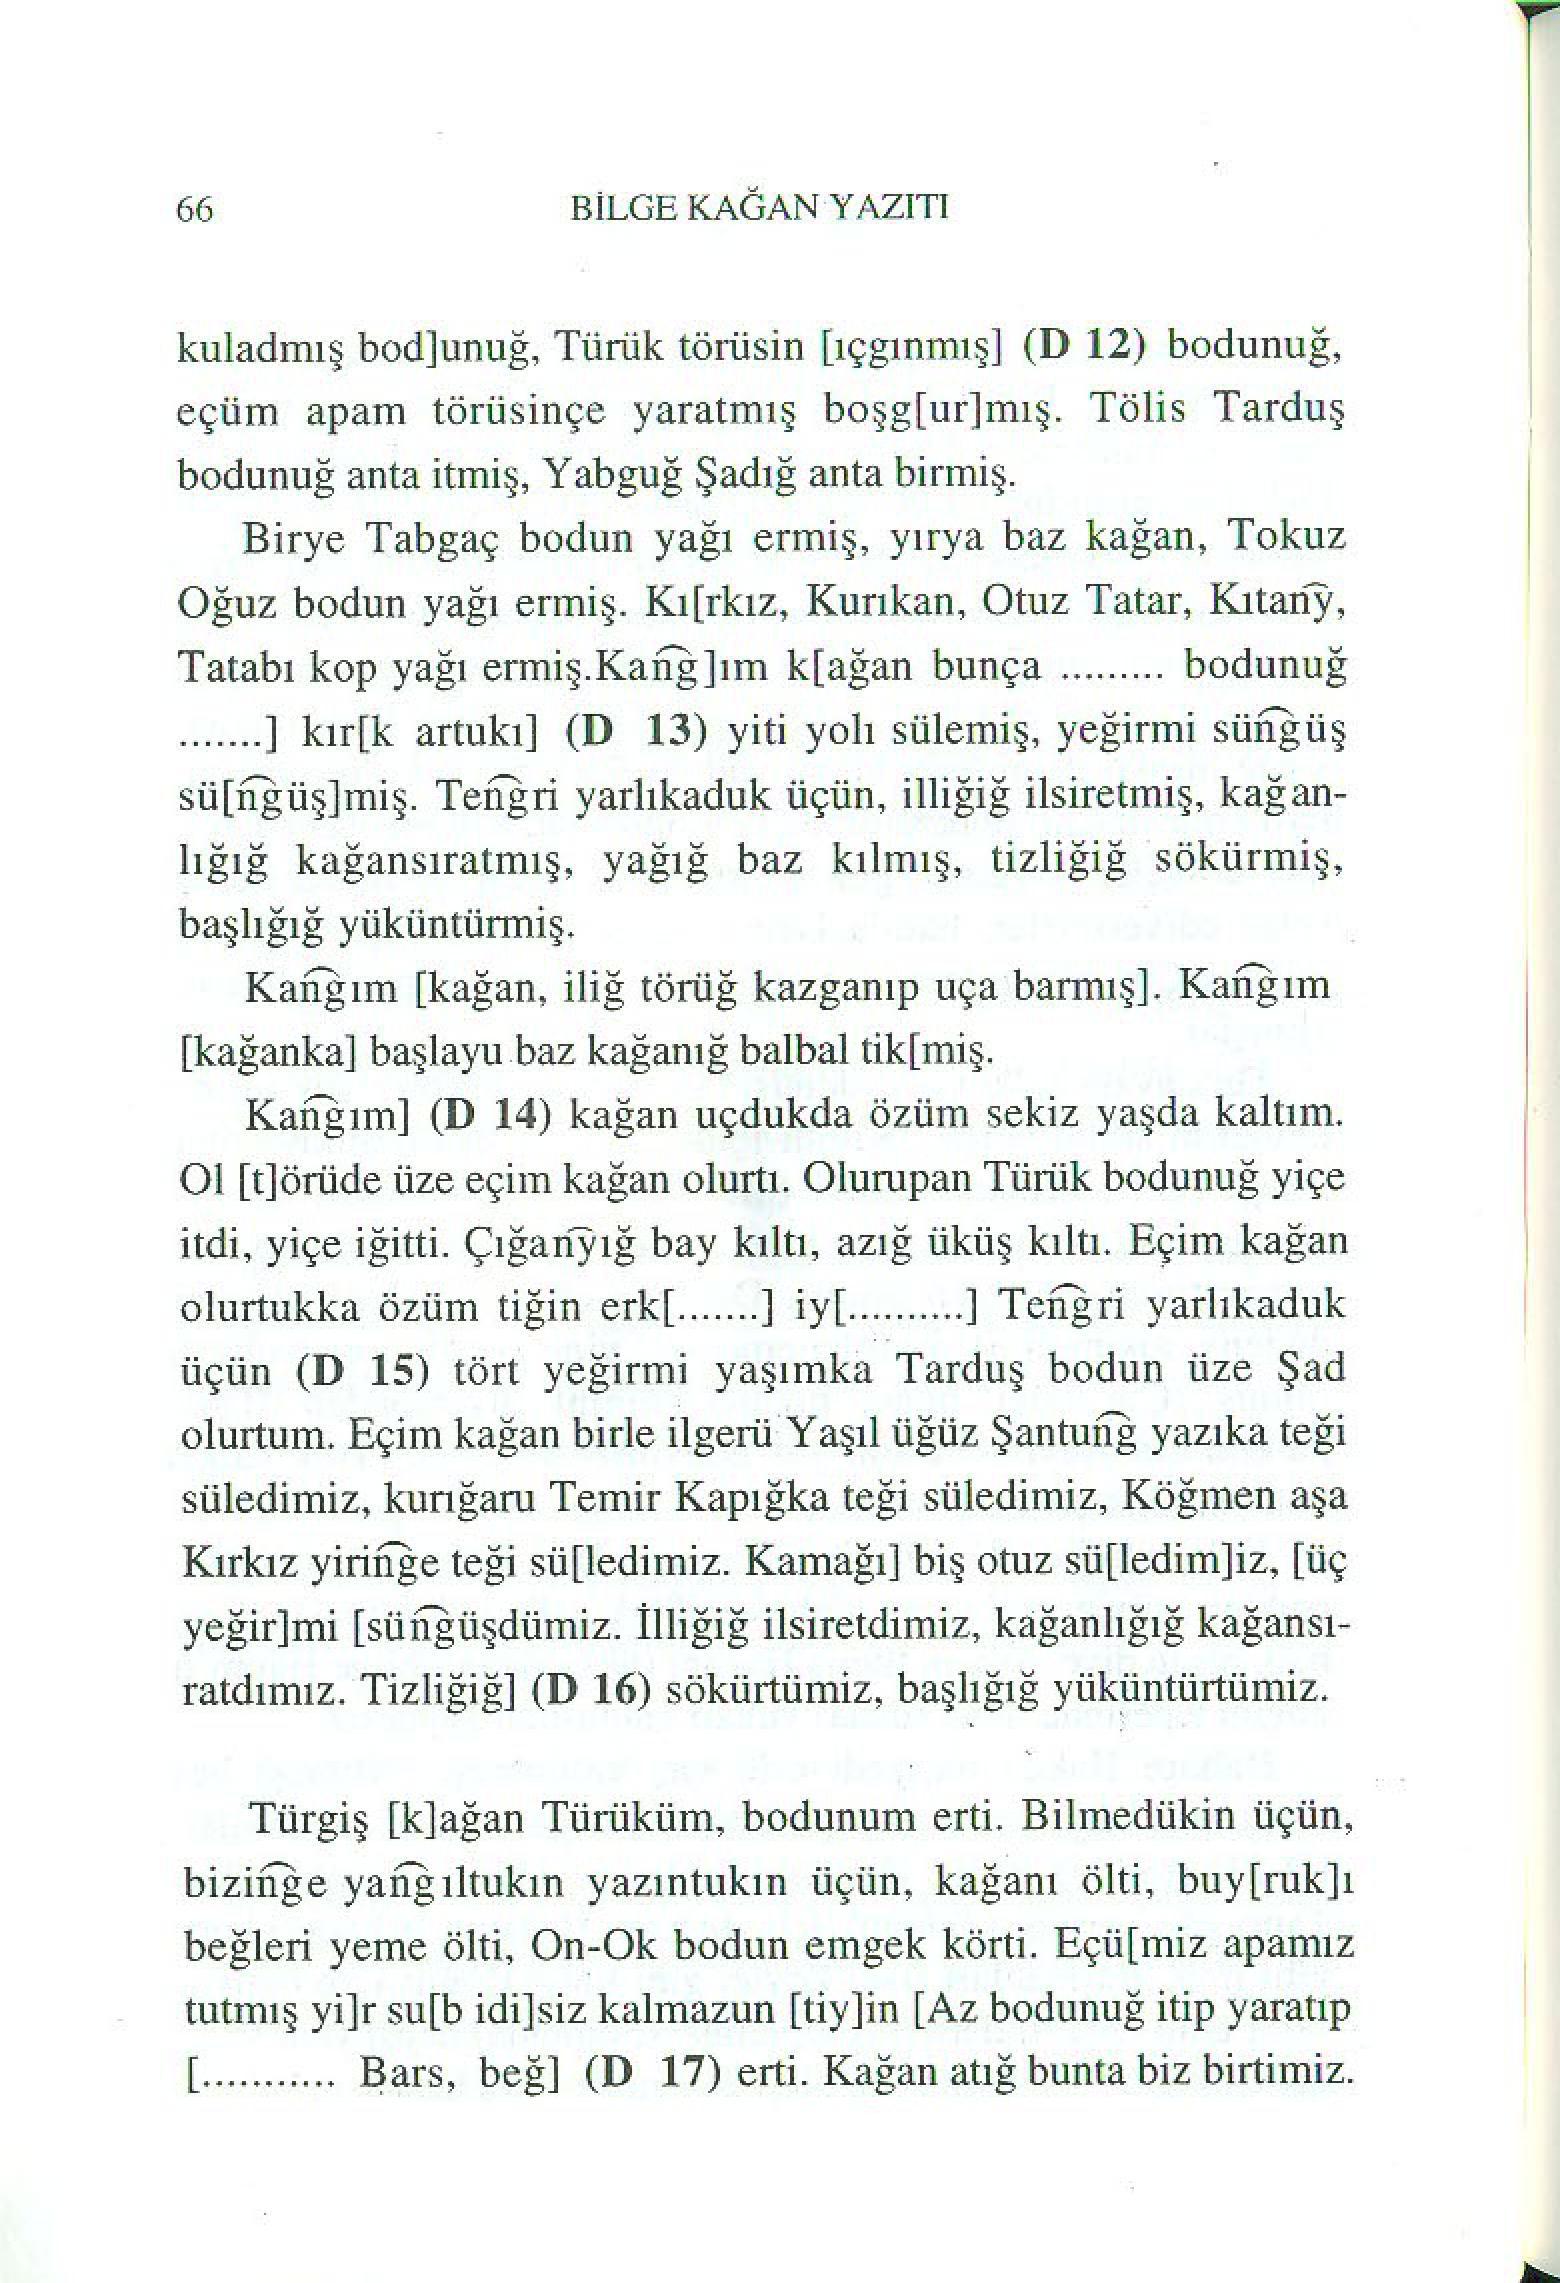 66 BİLGE KAĞAN YAZITI
kuladmış bod]unuğ, Türük törüsin [ıçgınmış] (D 12) bodunuğ,
eçüm apam törüsinçe yaratmış boşg[ur]mış. Tölis Tarduş
bodunuğ anta itmiş, Yabguğ Şadığ anta birmiş.
Birye Tabgaç bodun yağı ermiş, yırya baz kağan, Tokuz
Oğuz bodun yağı ermiş. Kı[rkız, Kurıkan, Otuz Tatar, Kıtan͡y,
Tatabı kop yağı ermiş.Kan͡g]ım k[ağan bunça ......... bodunuğ
.......] kır[k artukı] (D 13) yiti yolı sülemiş, yeğirmi sün͡güş
sü[n͡güş]miş. Ten͡gri yarlıkaduk üçün, illiğiğ ilsiretmiş, kağan-
lığığ kağansıratmış, yağığ baz kılmış, tizliğiğ sökürmiş,
başlığığ yüküntürmiş.
Kan͡gım [kağan, iliğ törüğ kazganıp uça barmış]. Kan͡gım
[kağanka] başlayu baz kağanığ balbal tik[miş.
Kan͡gım] (D 14) kağan uçdukda özüm sekiz yaşda kaltım.
Ol [t]örüde üze eçim kağan olurtı. Olurupan Türük bodunuğ yiçe
itdi, yiçe iğitti. Çığan͡yığ bay kıltı, azığ üküş kıltı. Eçim kağan
olurtukka özüm tiğin erk[.......] iy[..........] Ten͡gri yarlıkaduk
üçün (D 15) tört yeğirmi yaşımka Tarduş bodun üze Şad
olurtum. Eçim kağan birle ilgerü Yaşıl üğüz Şantun͡g yazıka teği
süledimiz, kurığaru Temir Kapığka teği süledimiz, Köğmen aşa
Kırkız yirin͡ge teği sü[ledimiz. Kamağı] biş otuz sü[ledim]iz, [üç
yeğir]mi [sün͡güşdümiz. İlliğiğ ilsiretdimiz, kağanlığığ kağansı-
ratdımız. Tizliğiğ] (D 16) sökürtümiz, başlığığ yüküntürtümiz.
Türgiş [k]ağan Türüküm, bodunum erti. Bilmedükin üçün,
bizin͡ge yan͡gıltukın yazıntukın üçün, kağanı ölti, buy[ruk]ı
beğleri yeme ölti, On-Ok bodun emgek körti. Eçü[miz apamız
tutmış yi]r su[b idi]siz kalmazun [tiy]in [Az bodunuğ itip yaratıp
[........... Bars, beğ] (D 17) erti. Kağan atığ bunta biz birtimiz.